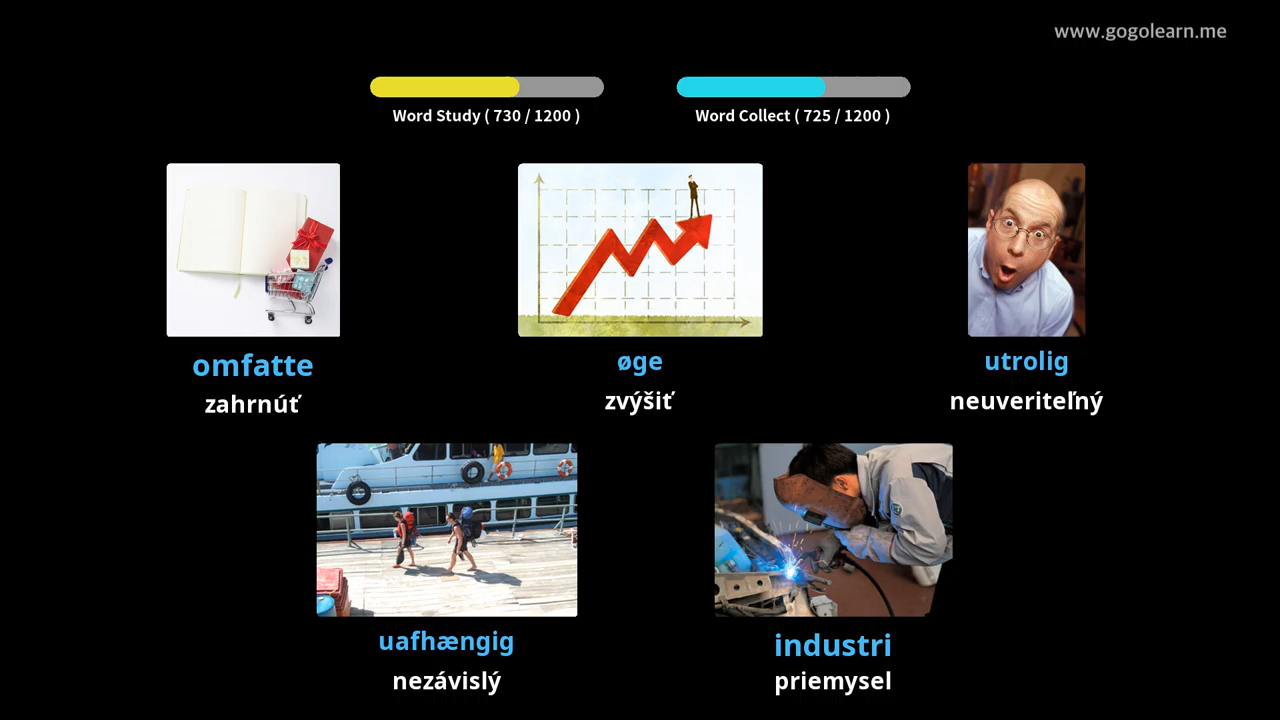 www.gogolearn.me
Word Study ( 730 / 1200 )
Word Collect ( 725 / 1200 )
omfatte
zahrnúť
øge
zvýšiť
utrolig
neuveriteľný
uafhængig
nezávislý
industri
priemysel